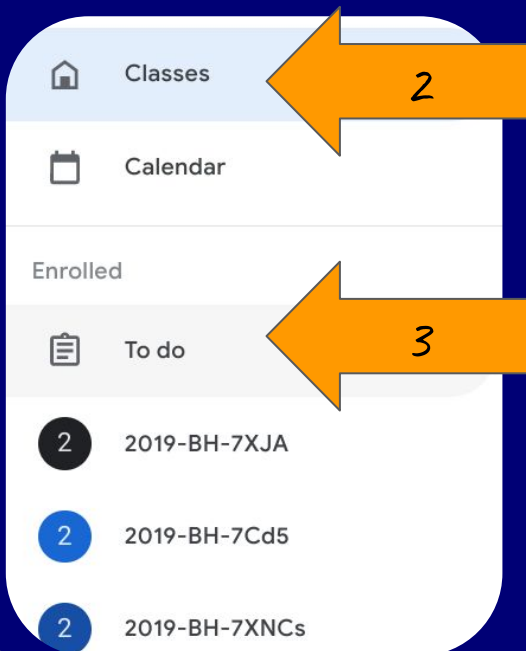 Classes
2
Calendar
Enrolled
To do
3
2 2019-BH-7XJA
2 2019-BH-7Cd5
2 2019-BH-7XNCs